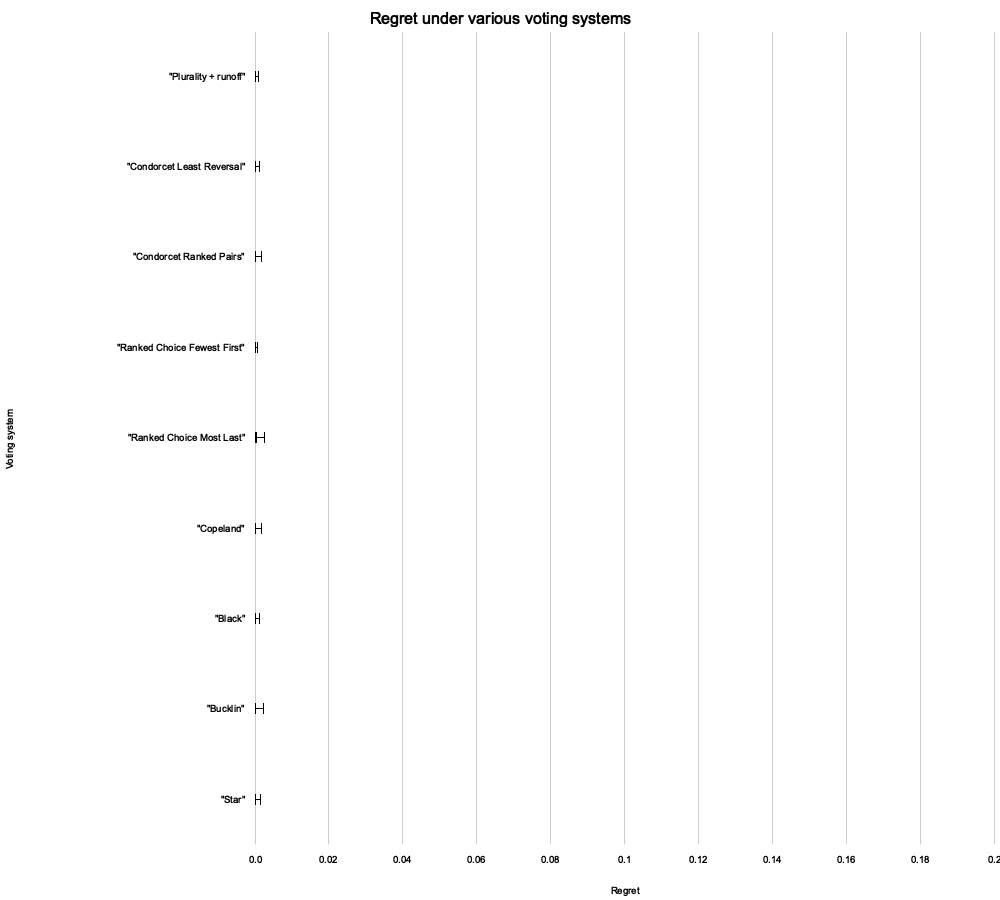 Regret under various voting systems
"Plurality + runoff"
"Condorcet Least Reversal"
"Condorcet Ranked Pairs"
"Ranked Choice Fewest First"
"Ranked Choice Most Last"
"Copeland"
"Black"
"Bucklin"
"Star"
Voting system
0.0 0.02 0.04 0.06 0.08 0.1 0.12 0.14 0.16 0.18 0.2
Regret